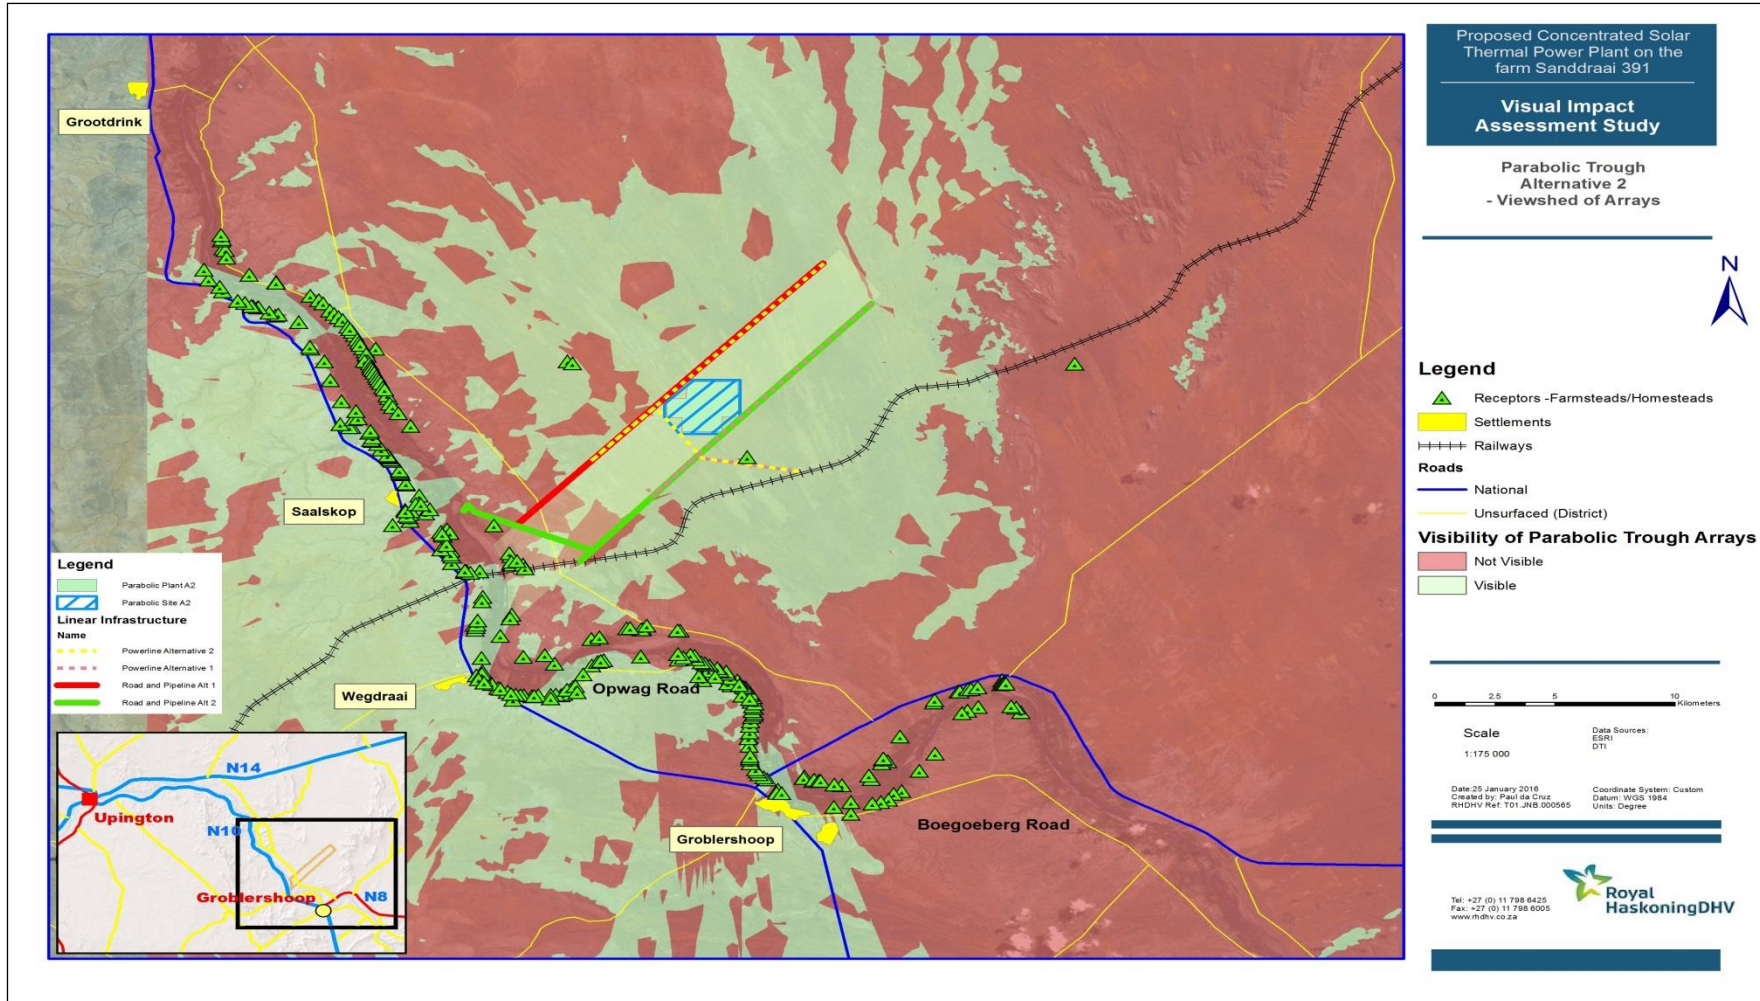 Proposed Concentrated Solar
Thermal Power Plant on the
farm Sanddraai 391
Visual Impact
Assessment Study
Parabolic Trough
Alternative 2
- Viewshed of Arrays
N
Legend
Receptors -Farmsteads/Homesteads
Settlements
Railways
Roads
National
Unsurfaced (District)
Visibility of Parabolic Trough Arrays
Not Visible
Visible
0 2.5 5 10
Kilometers
Scale
1:175 000
Data Sources:
ESRI
DTI
Date:25 January 2016
Created by: Paul da Cruz
RHDHV Ref: T01.JNB.000565
Coordinate System: Custom
Datum: WGS 1984
Units: Degree
Tel: +27 (0) 11 798 6425
Fax: +27 (0) 11 798 6005
www.rhdhv.co.za
Royal
HaskoningDHV
Grootdrink
Saalskop
Wegdraai
Opwag Road
Groblershoop
Boegoeberg Road
Legend
Parabolic Plant A2
Parabolic Site A2
Linear Infrastructure
Name
Powerline Alternative 2
Powerline Alternative 1
Road and Pipeline Alt 1
Road and Pipeline Alt 2
N14
Upington
N10
Groblershoop
N8